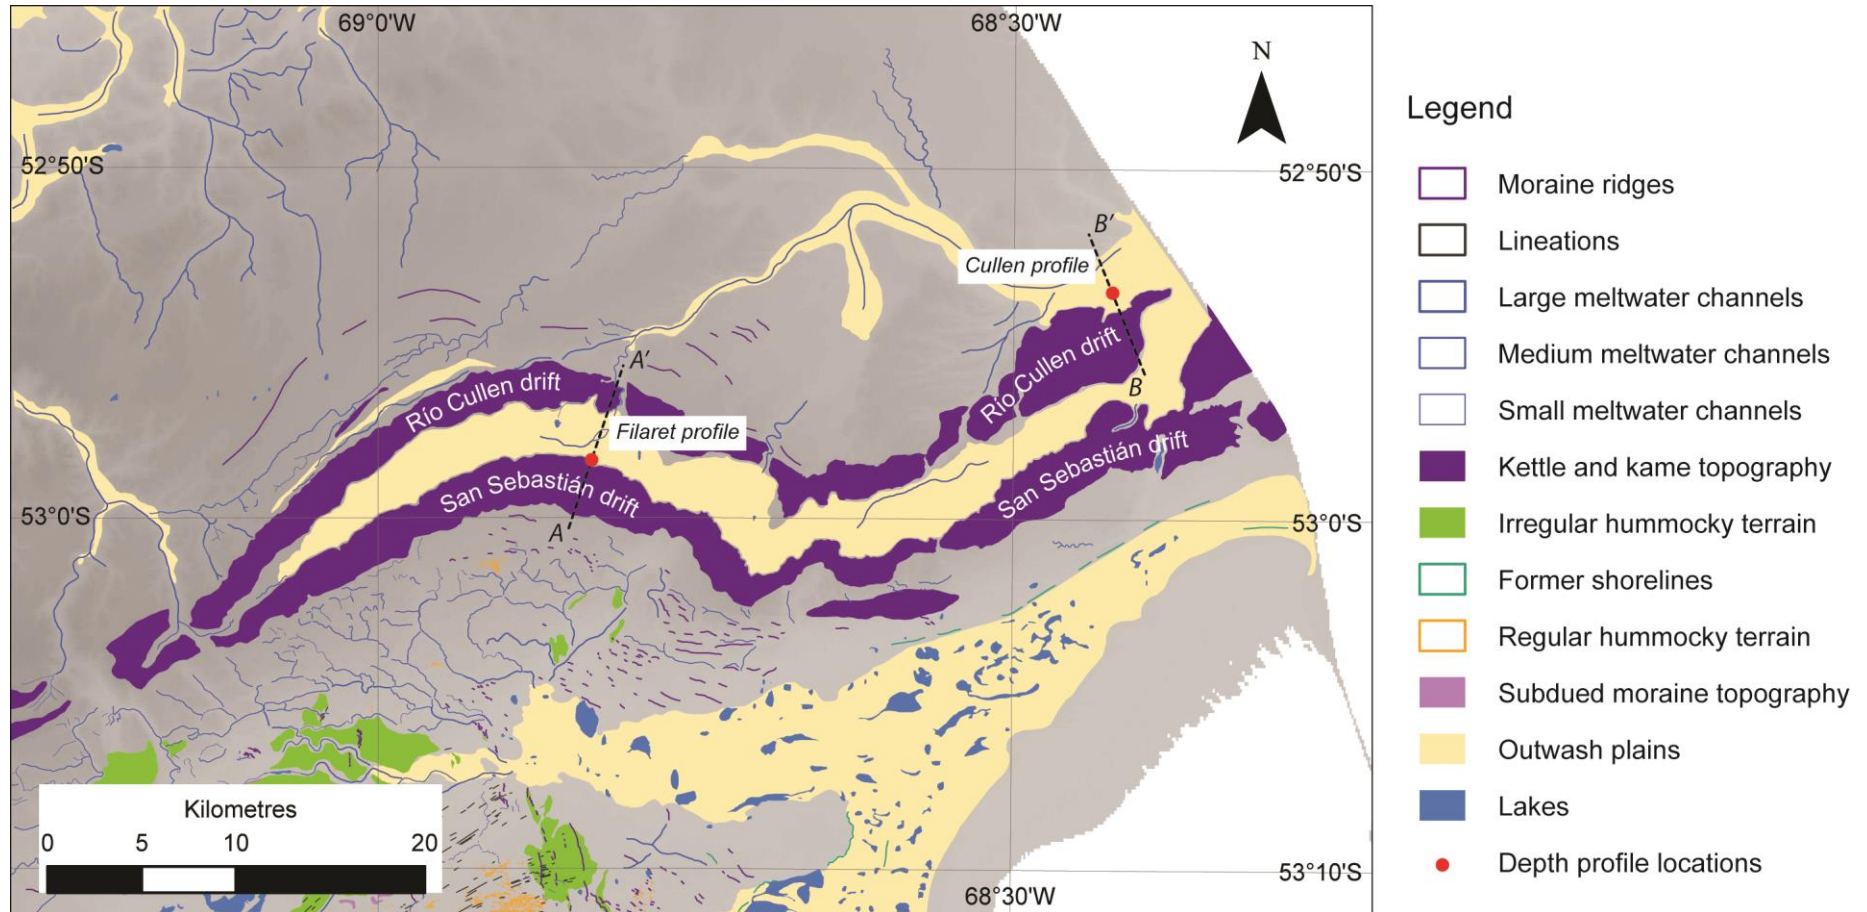 69°0'W
68°30'W
N
52°50'S
52°50'S
B'
Cullen profile
A'
Río Cullen drift
Río Cullen drift
B
Filaret profile
San Sebastián drift
San Sebastián drift
A
53°0'S
53°0'S
Kilometres
0 5 10 20
68°30'W
53°10'S
Legend
Moraine ridges
Lineations
Large meltwater channels
Medium meltwater channels
Small meltwater channels
Kettle and kame topography
Irregular hummocky terrain
Former shorelines
Regular hummocky terrain
Subdued moraine topography
Outwash plains
Lakes
Depth profile locations